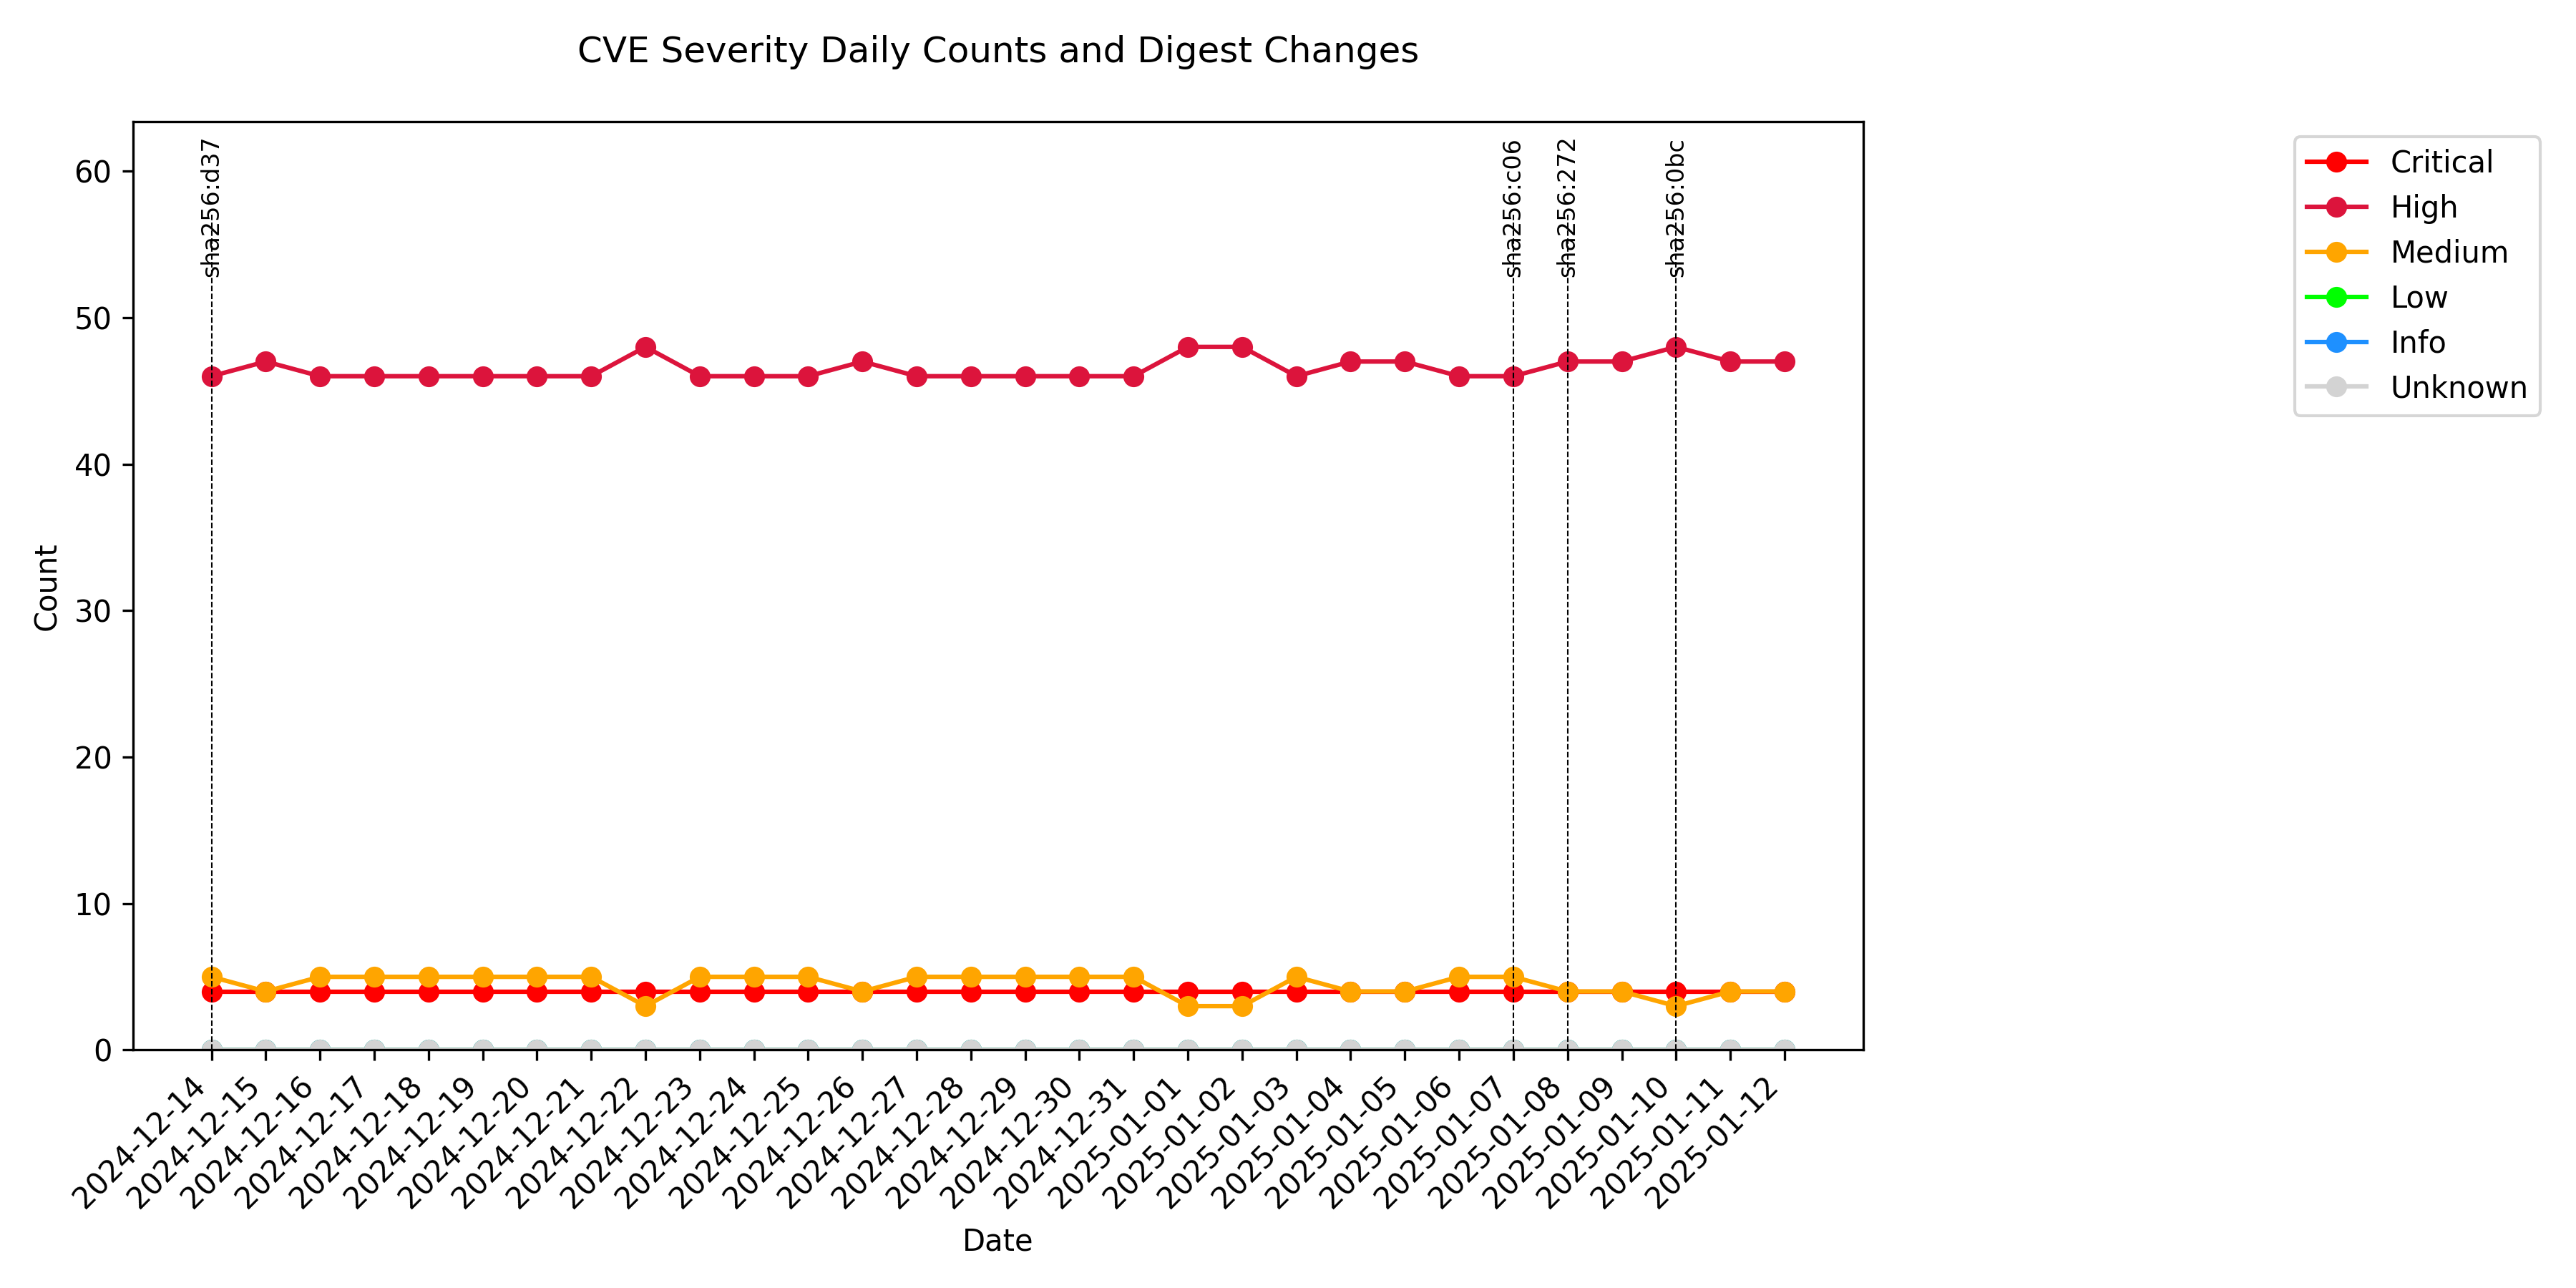 CVE Severity Daily Counts and Digest Changes
sha256:d37
sha256:c06
sha256:272
sha256:0bc
Critical
High
Medium
Low
Info
Unknown
Count
60
50
40
30
20
10
0
2024-12-14
2024-12-15
2024-12-16
2024-12-17
2024-12-18
2024-12-19
2024-12-20
2024-12-21
2024-12-22
2024-12-23
2024-12-24
2024-12-25
2024-12-26
2024-12-27
2024-12-28
2024-12-29
2024-12-30
2024-12-31
2025-01-01
2025-01-02
2025-01-03
2025-01-04
2025-01-05
2025-01-06
2025-01-07
2025-01-08
2025-01-09
2025-01-10
2025-01-11
2025-01-12
Date